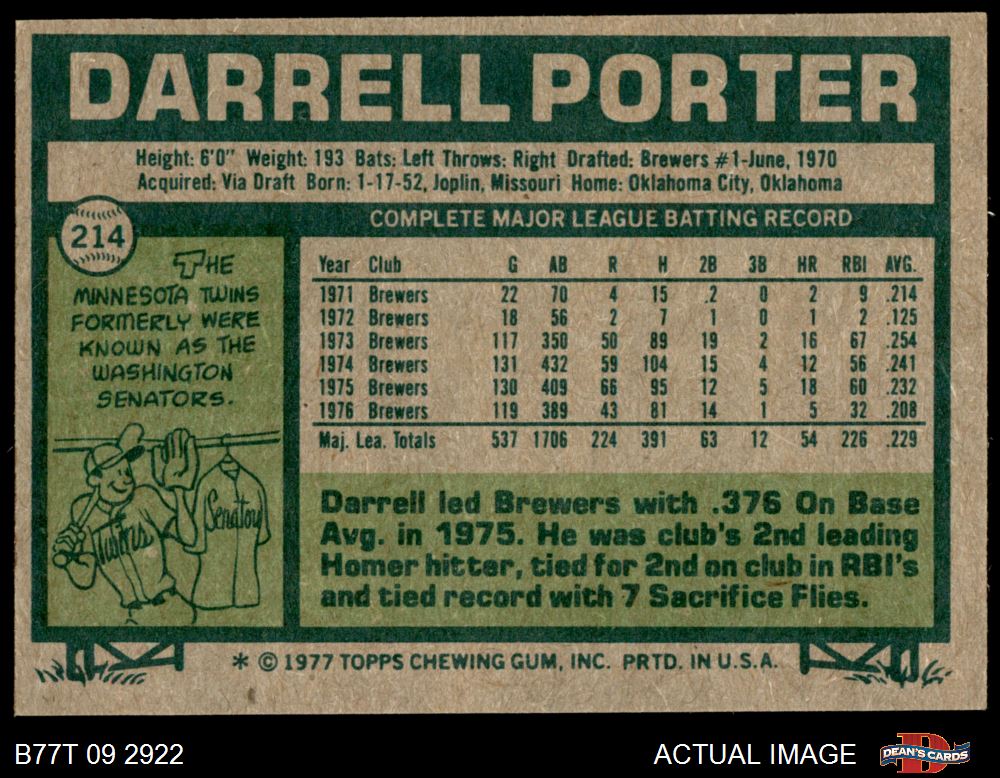 DARRELL PORTER
Height: 6'0" Weight: 193 Bats: Left Throws: Right Drafted: Brewers #1-June, 1970
Acquired: Via Draft Born: 1-17-52, Joplin, Missouri Home: Oklahoma City, Oklahoma
214
THE
MINNESOTA TWINS
FORMERLY WERE
KNOWN AS THE
WASHINGTON
SENATORS.
Twins
Senators
COMPLETE MAJOR LEAGUE BATTING RECORD
Year Club G AB R H 2B 3B HR RBI AVG.
1971 Brewers 22 70 4 15 .2 0 2 9 .214
1972 Brewers 18 56 2 7 1 0 1 2 .125
1973 Brewers 117 350 50 89 19 2 16 67 .254
1974 Brewers 131 432 59 104 15 4 12 56 .241
1975 Brewers 130 409 66 95 12 5 18 60 .232
1976 Brewers 119 389 43 81 14 1 5 32 .208
Maj. Lea. Totals 537 1706 224 391 63 12 54 226 .229
Darrell led Brewers with .376 On Base
Avg. in 1975. He was club's 2nd leading
Homer hitter, tied for 2nd on club in RBI's
and tied record with 7 Sacrifice Flies.
* © 1977 TOPPS CHEWING GUM, INC. PRTD. IN U.S.A.
B77T 09 2922
ACTUAL IMAGE
D
DEAN'S CARDS